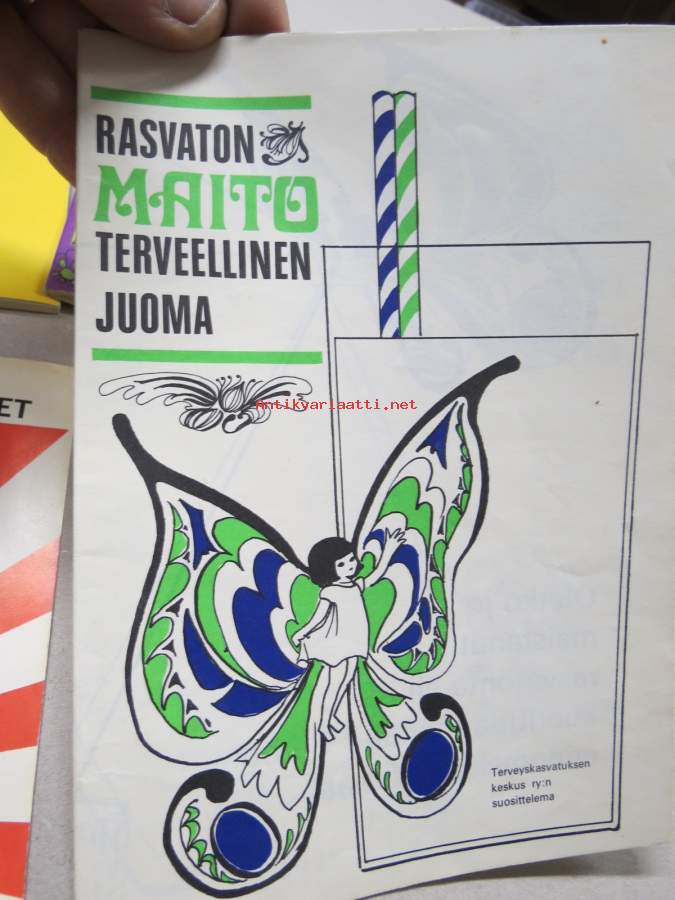 RASVATON
MAITO
TERVEELLINEN
JUOMA
Antikvariaatti.net
ET
Terveyskasvatuksen
keskus ry:n
suosittelema